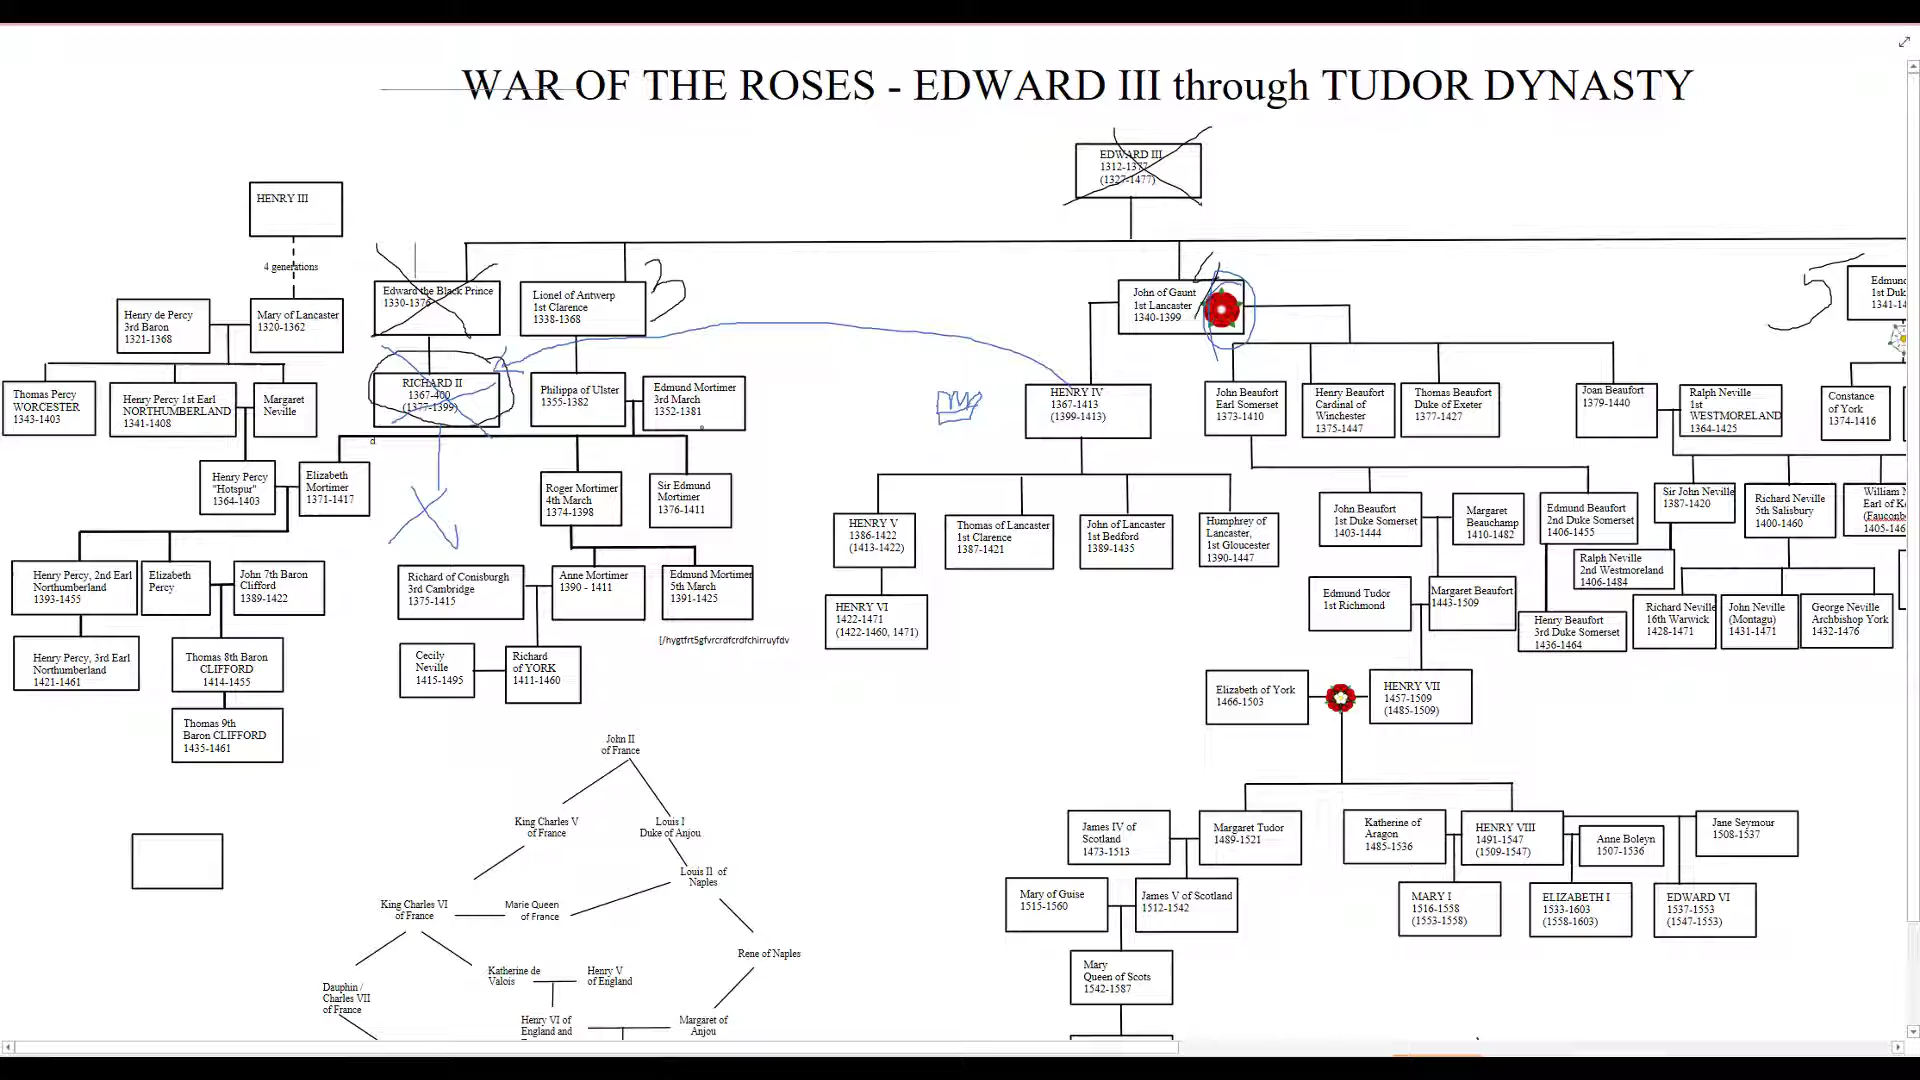 WAR OF THE ROSES - EDWARD III through TUDOR DYNASTY
EDWARD III
1312-1377
(1327-1477)
HENRY III
4 generations
Henry de Percy
3rd Baron
1321-1368
Mary of Lancaster
1320-1362
Edward the Black Prince
1330-1376
Lionel of Antwerp
1st Clarence
1338-1368
3
John of Gaunt
1st Lancaster
1340-1399
5
Thomas Percy
WORCESTER
1343-1403
Henry Percy 1st Earl
NORTHUMBERLAND
1341-1408
Margaret
Neville
RICHARD II
1367-400
(1377-1399)
Philippa of Ulster
1355-1382
Edmund Mortimer
3rd March
1352-1381
d
HENRY IV
1367-1413
(1399-1413)
John Beaufort
Earl Somerset
1373-1410
Henry Beaufort
Cardinal of
Winchester
1375-1447
Thomas Beaufort
Duke of Exeter
1377-1427
Joan Beaufort
1379-1440
Ralph Neville
1st
WESTMORELAND
1364-1425
Constance
of York
1374-1416
Henry Percy
"Hotspur"
1364-1403
Elizabeth
Mortimer
1371-1417
Roger Mortimer
4th March
1374-1398
Sir Edmund
Mortimer
1376-1411
HENRY V
1386-1422
(1413-1422)
Thomas of Lancaster
1st Clarence
1387-1421
John of Lancaster
1st Bedford
1389-1435
Humphrey of
Lancaster,
1st Gloucester
1390-1447
John Beaufort
1st Duke Somerset
1403-1444
Margaret
Beauchamp
1410-1482
Edmund Beaufort
2nd Duke Somerset
1406-1455
Sir John Neville
1387-1420
Richard Neville
5th Salisbury
1400-1460
William
Earl of
Ralph Neville
2nd Westmoreland
1406-1484
Henry Percy, 2nd Earl
Northumberland
1393-1455
Elizabeth
Percy
John 7th Baron
Clifford
1389-1422
Richard of Conisburgh
3rd Cambridge
1375-1415
Anne Mortimer
1390 - 1411
Edmund Mortimer
5th March
1391-1425
[/hygtfrt5gfvrcrdfcrdfchirruyfdv
HENRY VI
1422-1471
(1422-1460, 1471)
Edmund Tudor
1st Richmond
Margaret Beaufort
1443-1509
Henry Beaufort
3rd Duke Somerset
1436-1464
Richard Neville
16th Warwick
1428-1471
John Neville
(Montagu)
1431-1471
George Neville
Archbishop York
1432-1476
Henry Percy, 3rd Earl
Northumberland
1421-1461
Thomas 8th Baron
CLIFFORD
1414-1455
Cecily
Neville
1415-1495
Richard
of YORK
1411-1460
Elizabeth of York
1466-1503
HENRY VII
1457-1509
(1485-1509)
Thomas 9th
Baron CLIFFORD
1435-1461
John II
of France
King Charles V
of France
Louis I
Duke of Anjou
Louis II of
Naples
King Charles VI
of France
Marie Queen
of France
Rene of Naples
Katherine de
Valois
Henry V
of England
Dauphin /
Charles VII
of France
Henry VI of
England and
Margaret of
Anjou
James IV of
Scotland
1473-1513
Margaret Tudor
1489-1521
Katherine of
Aragon
1485-1536
HENRY VIII
1491-1547
(1509-1547)
Anne Boleyn
1507-1536
Jane Seymour
1508-1537
Mary of Guise
1515-1560
James V of Scotland
1512-1542
MARY I
1516-1558
(1553-1558)
ELIZABETH I
1533-1603
(1558-1603)
EDWARD VI
1537-1553
(1547-1553)
Mary
Queen of Scots
1542-1587